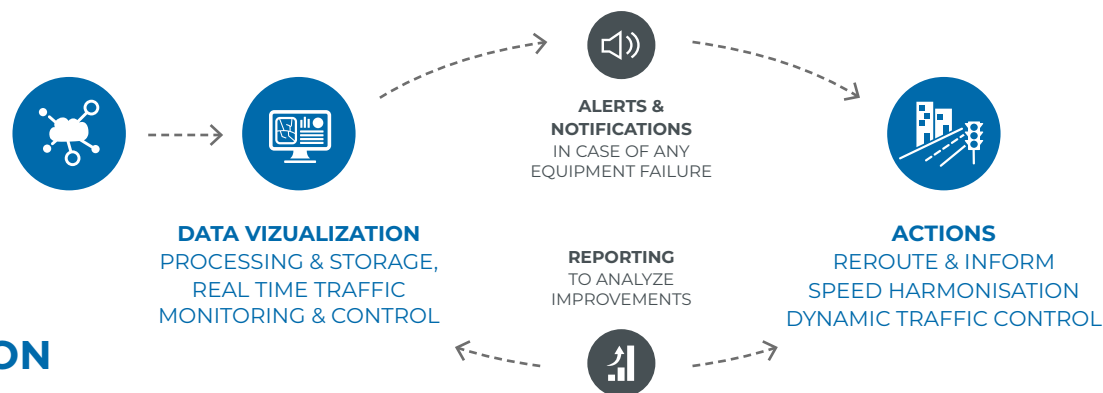 ALERTS &
NOTIFICATIONS
IN CASE OF ANY
EQUIPMENT FAILURE
DATA VIZUALIZATION
PROCESSING & STORAGE,
REAL TIME TRAFFIC
MONITORING & CONTROL
REPORTING
TO ANALYZE
IMPROVEMENTS
ACTIONS
REROUTE & INFORM
SPEED HARMONISATION
DYNAMIC TRAFFIC CONTROL
ON